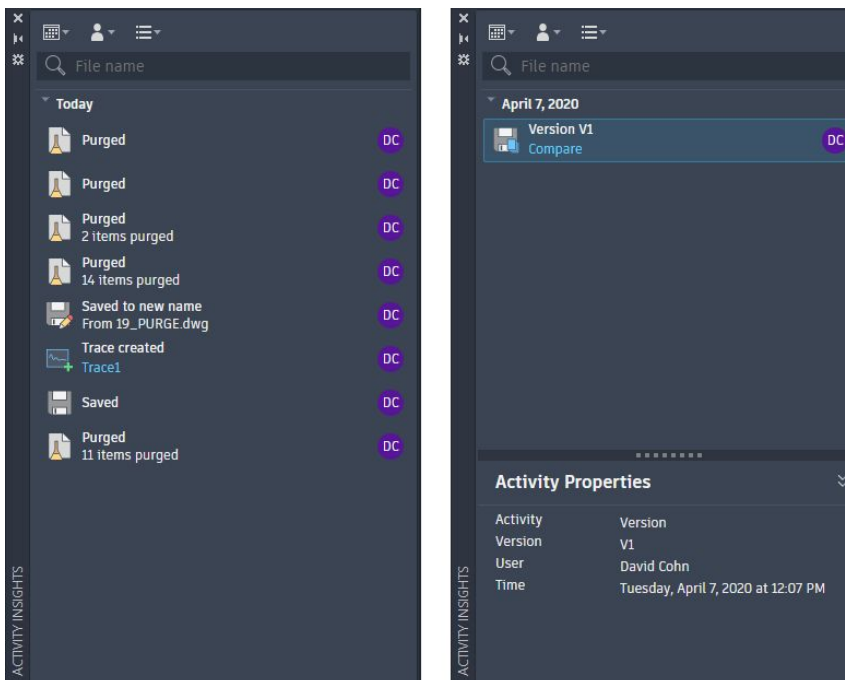 File name
Today
Purged
DC
Purged
DC
Purged
2 items purged
DC
Purged
14 items purged
DC
Saved to new name
From 19_PURGE.dwg
DC
Trace created
Trace1
DC
Saved
DC
Purged
11 items purged
DC
ACTIVITY INSIGHTS
File name
April 7, 2020
Version V1
Compare
DC
Activity Properties
Activity Version
Version V1
User David Cohn
Time Tuesday, April 7, 2020 at 12:07 PM
ACTIVITY INSIGHTS